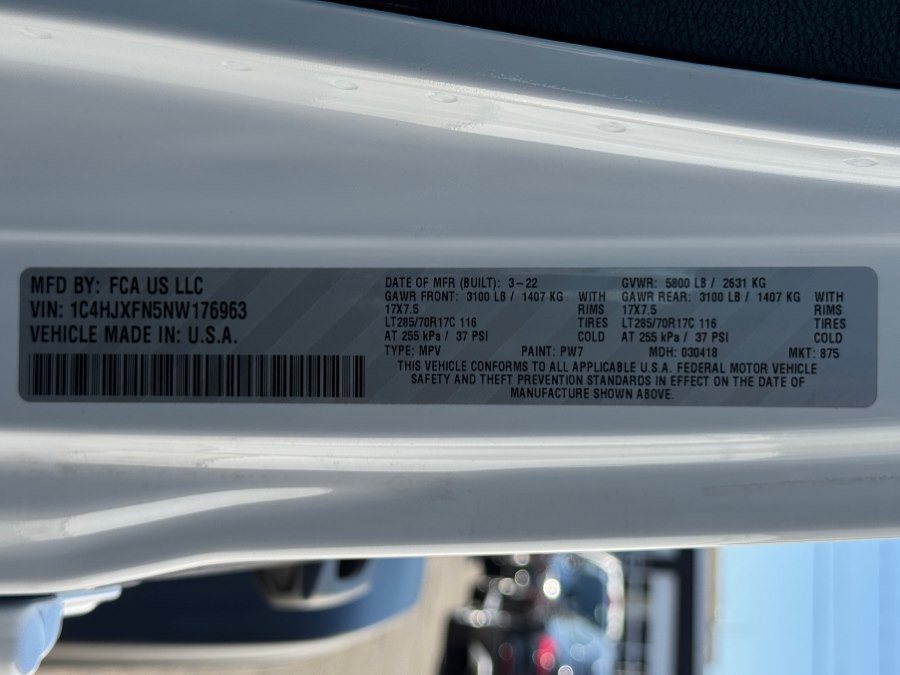 MFD BY: FCA US LLC
VIN: 1C4HJXFN5NW176963
VEHICLE MADE IN: U.S.A.
DATE OF MFR (BUILT): 3-22 GVWR: 5800 LB / 2631 KG
GAWR FRONT: 3100 LB / 1407 KG WITH GAWR REAR: 3100 LB / 1407 KG WITH
17X7.5 RIMS 17X7.5 RIMS
LT285/70R17C 116 TIRES LT285/70R17C 116 TIRES
AT 255 kPa / 37 PSI COLD AT 255 kPa / 37 PSI COLD
TYPE: MPV PAINT: PW7 MDH: 030418 MKT: 875
THIS VEHICLE CONFORMS TO ALL APPLICABLE U.S.A. FEDERAL MOTOR VEHICLE
SAFETY AND THEFT PREVENTION STANDARDS IN EFFECT ON THE DATE OF
MANUFACTURE SHOWN ABOVE.